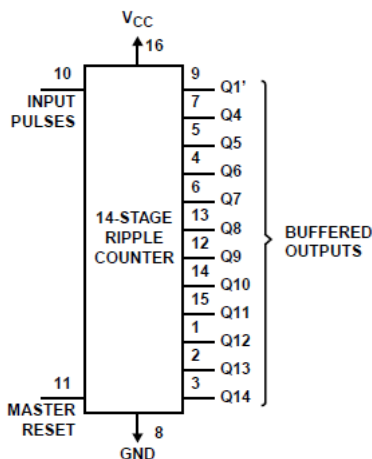 VCC
16
10
INPUT
PULSES
9
Q1'
7
Q4
5
Q5
4
Q6
6
Q7
14-STAGE
RIPPLE
COUNTER
13
Q8
12
Q9
14
Q10
15
Q11
1
Q12
2
Q13
3
Q14
BUFFERED
OUTPUTS
11
MASTER
RESET
8
GND